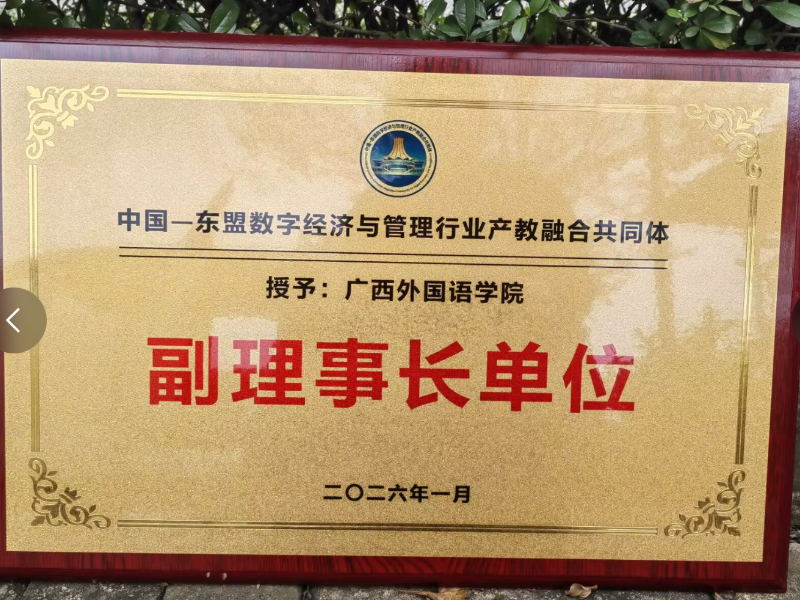 中国—东盟数字经济与管理行业产教融合共同体
授予：广西外国语学院
副理事长单位
二〇二六年一月